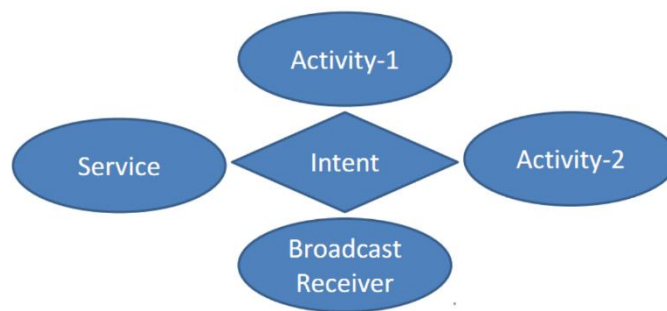 Activity-1
Service
Intent
Activity-2
Broadcast
Receiver